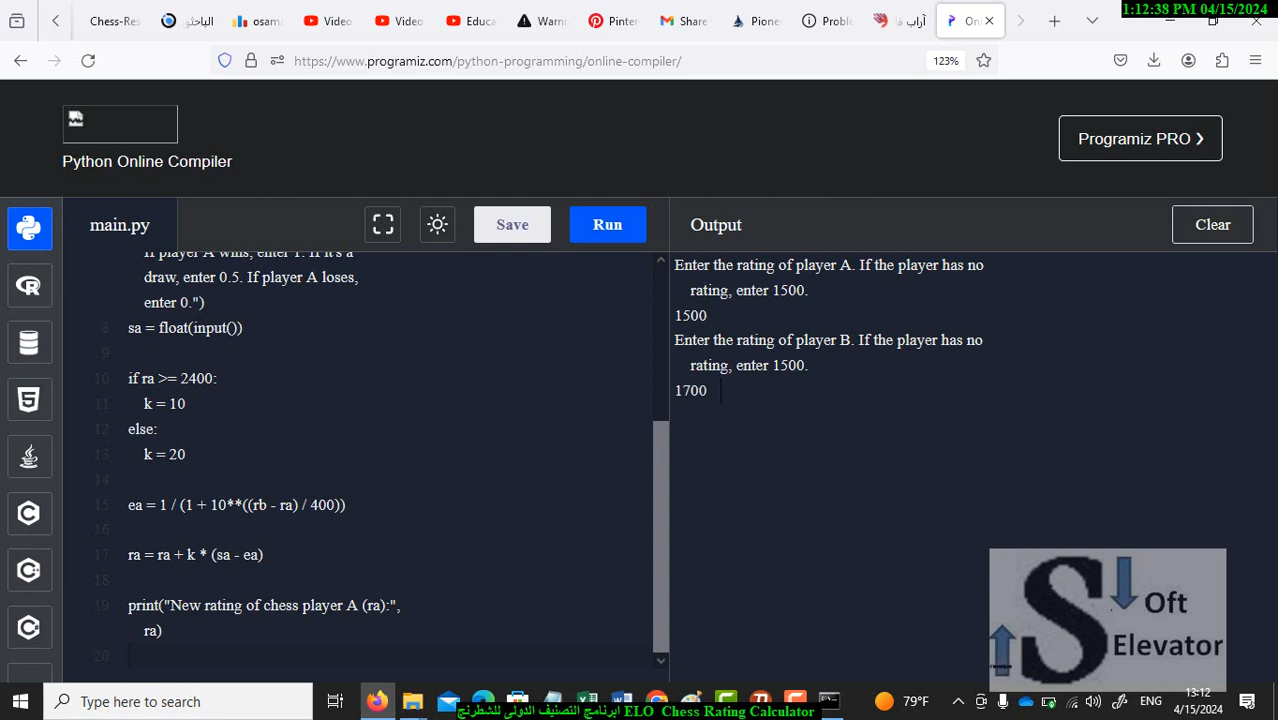 1:12:38 PM 04/15/2024
Chess-Res
الباحثو
osama
Video
Video
Educa
Warni
Pinter
Share
Pione
Proble
آراب فا
Onl
https://www.programiz.com/python-programming/online-compiler/
123%
Python Online Compiler
Programiz PRO ❯
main.py
Save
Run
Output
Clear
If player A wins, enter 1. If it's a
draw, enter 0.5. If player A loses,
enter 0.")
8 sa = float(input())
9
10 if ra >= 2400:
11 k = 10
12 else:
13 k = 20
14
15 ea = 1 / (1 + 10**((rb - ra) / 400))
16
17 ra = ra + k * (sa - ea)
18
19 print("New rating of chess player A (ra):",
ra)
20
Enter the rating of player A. If the player has no
rating, enter 1500.
1500
Enter the rating of player B. If the player has no
rating, enter 1500.
1700
S Oft
Elevator
Type here to search
79°F
ENG
13:12
4/15/2024
ابرنامج التصنيف الدولى للشطرنج ELO Chess Rating Calculator